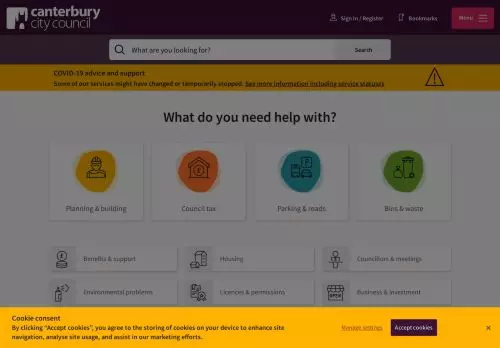 canterbury
city council
Sign in / Register
Bookmarks
Menu
What are you looking for?
Search
COVID-19 advice and support
Some of our services might have changed or temporarily stopped. See more information including service statuses
What do you need help with?
Planning & building
Council tax
Parking & roads
Bins & waste
Benefits & support
Housing
Councillors & meetings
Environmental problems
Licences & permissions
Business & investment
OPEN
Cookie consent
By clicking "Accept cookies", you agree to the storing of cookies on your device to enhance site
navigation, analyse site usage, and assist in our marketing efforts.
Manage settings
Accept cookies
×